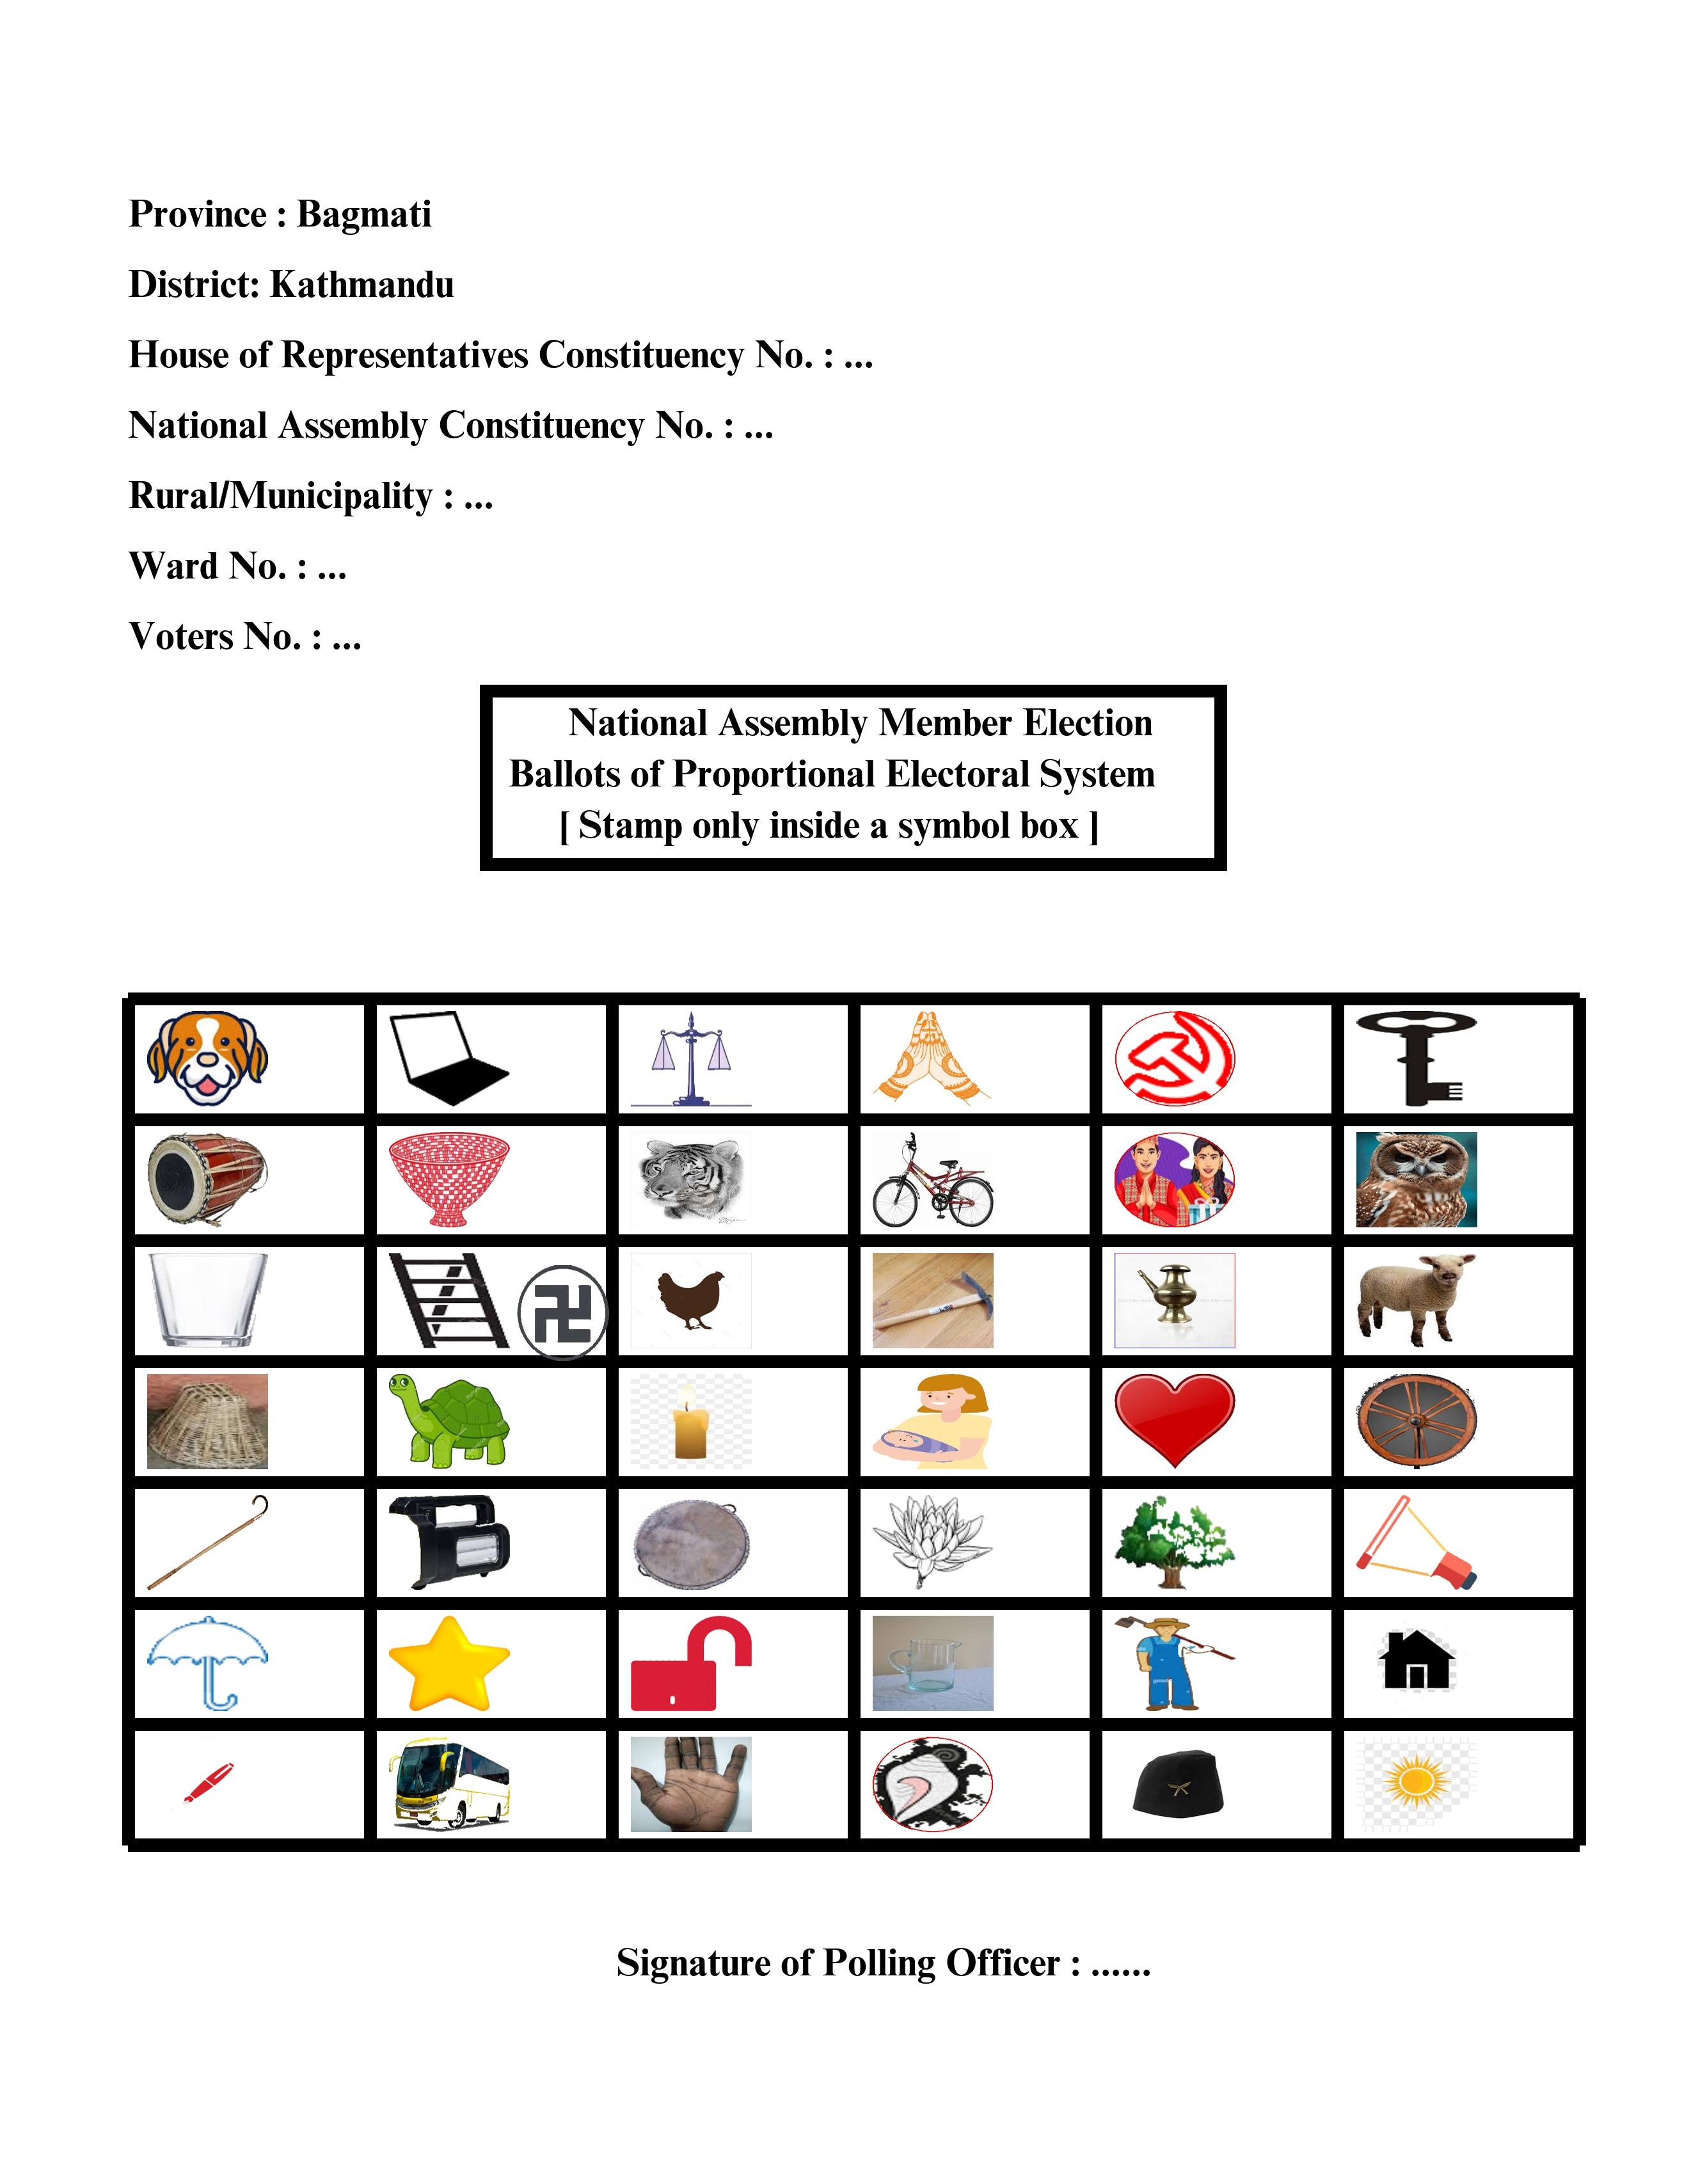 Province : Bagmati
District: Kathmandu
House of Representatives Constituency No. : ...
National Assembly Constituency No. : ...
Rural/Municipality : ...
Ward No. : ...
Voters No. : ...
National Assembly Member Election
Ballots of Proportional Electoral System
[ Stamp only inside a symbol box ]
Signature of Polling Officer : ......